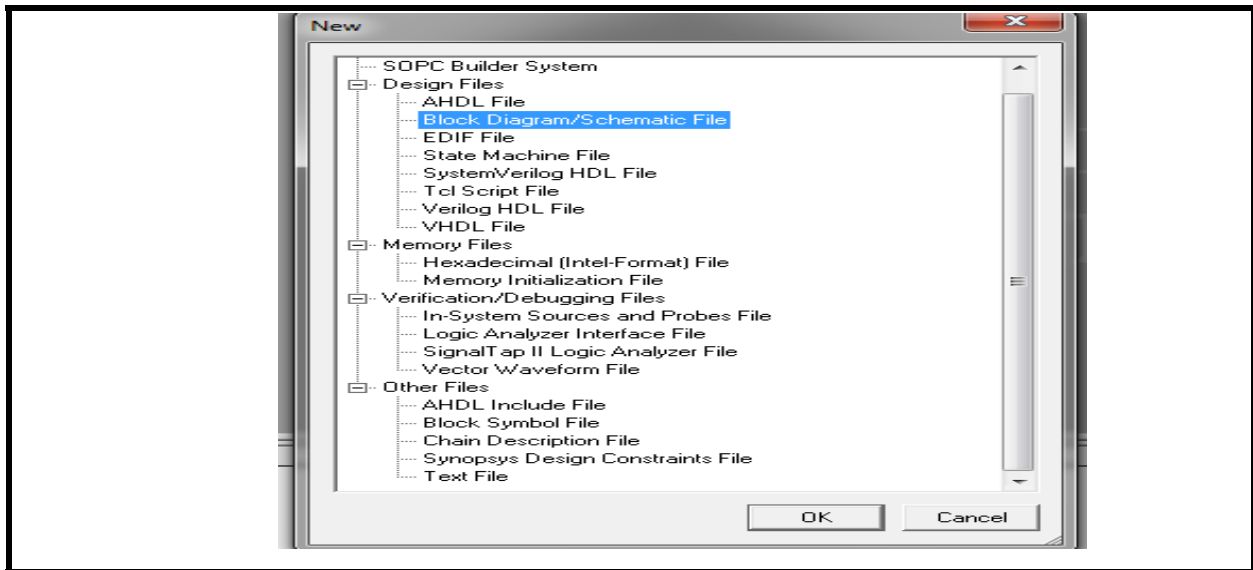 New
SOPC Builder System
Design Files
AHDL File
Block Diagram/Schematic File
EDIF File
State Machine File
SystemVerilog HDL File
Tcl Script File
Verilog HDL File
VHDL File
Memory Files
Hexadecimal (Intel-Format) File
Memory Initialization File
Verification/Debugging Files
In-System Sources and Probes File
Logic Analyzer Interface File
SignalTap II Logic Analyzer File
Vector Waveform File
Other Files
AHDL Include File
Block Symbol File
Chain Description File
Synopsys Design Constraints File
Text File
OK Cancel